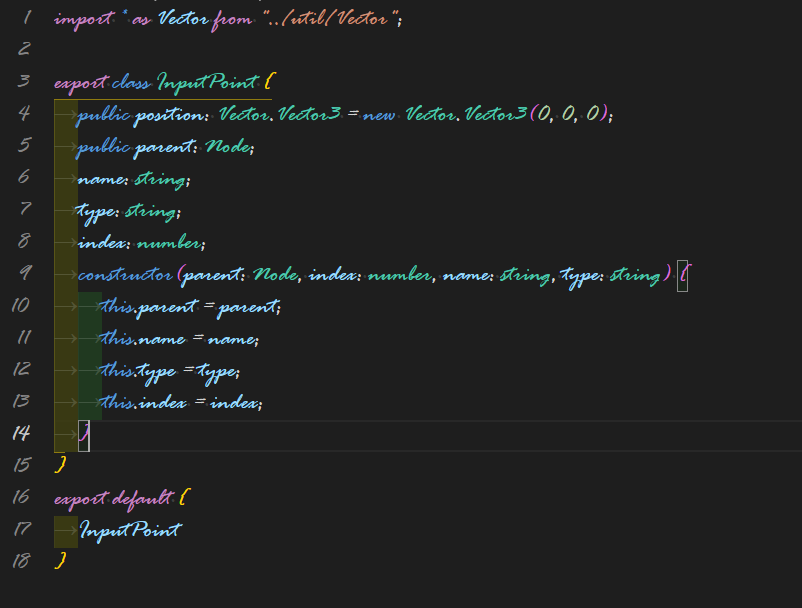 1 import * as Vector from "../util/Vector";
2
3 export class InputPoint {
4 public position: Vector.Vector3 = new Vector.Vector3(0, 0, 0);
5 public parent: Node;
6 name: string;
7 type: string;
8 index: number;
9 constructor(parent: Node, index: number, name: string, type: string) {
10 this.parent = parent;
11 this.name = name;
12 this.type = type;
13 this.index = index;
14 }
15 }
16 export default {
17 InputPoint
18 }